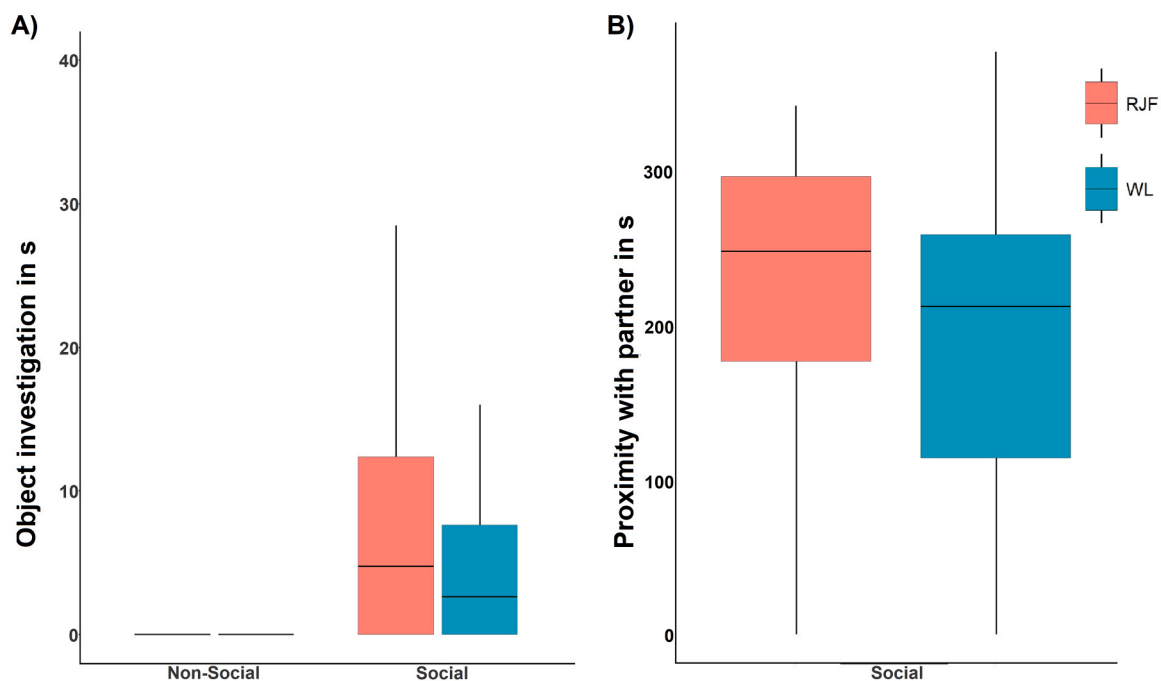 A)
Object investigation in s
40
30
20
10
0
Non-Social
Social
B)
Proximity with partner in s
300
200
100
0
Social
RJF
WL